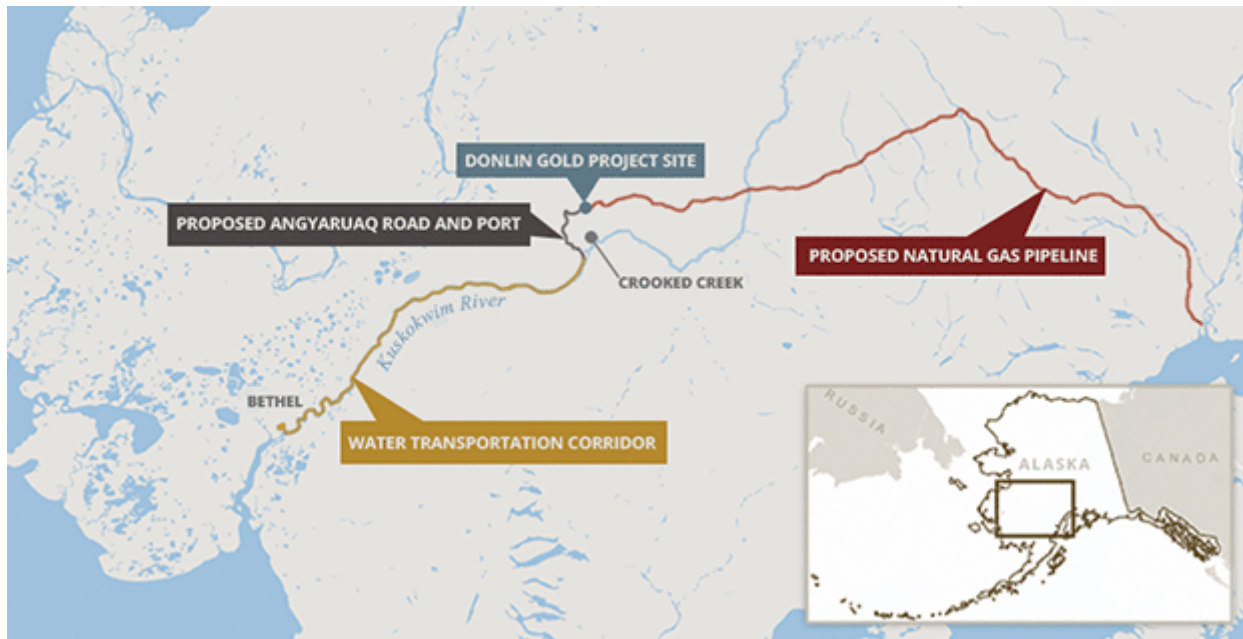 DONLIN GOLD PROJECT SITE
PROPOSED ANGYARUAQ ROAD AND PORT
PROPOSED NATURAL GAS PIPELINE
CROOKED CREEK
Kuskokwim River
BETHEL
WATER TRANSPORTATION CORRIDOR
RUSSIA
ALASKA
CANADA